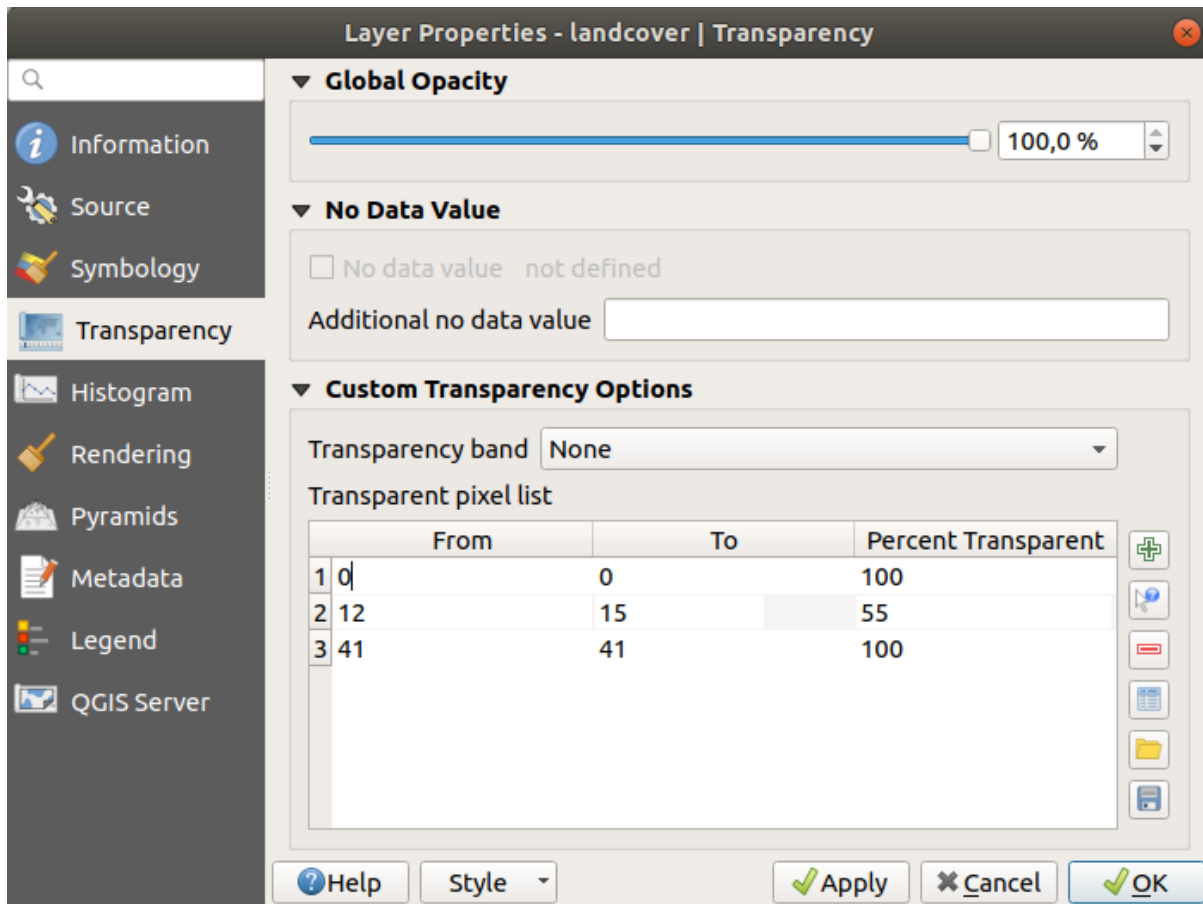 Layer Properties - landcover | Transparency
Information
Source
Symbology
Transparency
Histogram
Rendering
Pyramids
Metadata
Legend
QGIS Server
Global Opacity
100,0 %
No Data Value
No data value not defined
Additional no data value
Custom Transparency Options
Transparency band None
Transparent pixel list
From To Percent Transparent
1 0 0 100
2 12 15 55
3 41 41 100
Help Style Apply Cancel OK